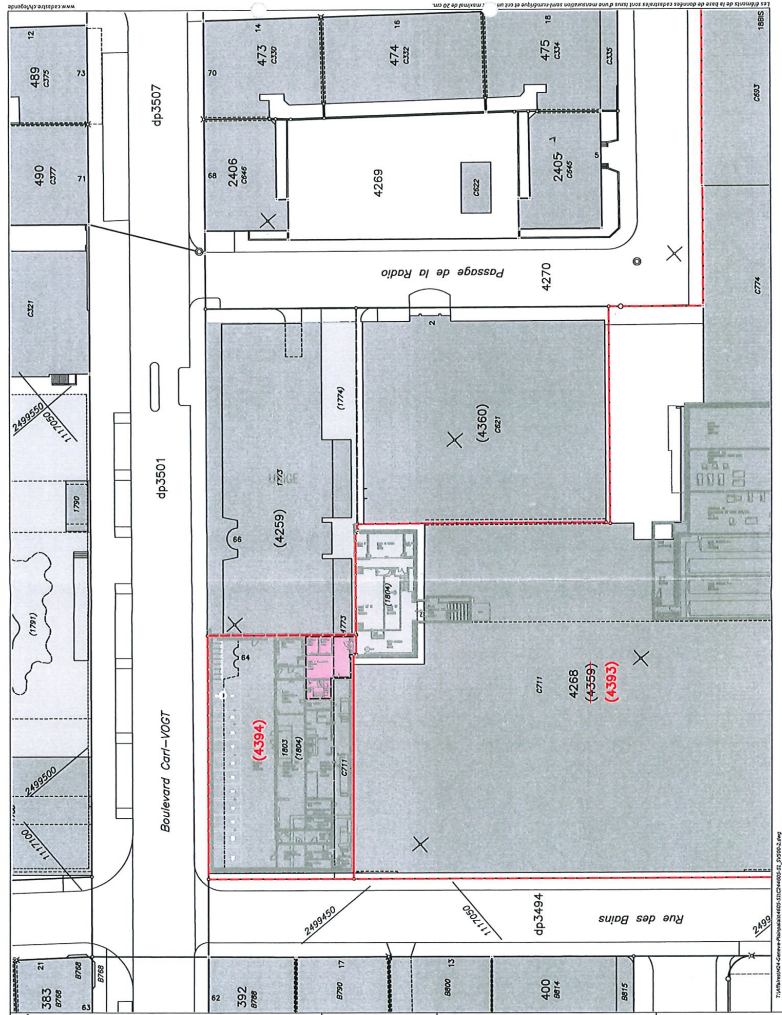 www.cadastre.ch/legende
Les éléments de la base de données cadastrales sont issus d'une mensuration semi-numérique et ont un
maximal de 20 cm.
12
489
C375
73
490
C377
71
C321
2499550
1117050
1790
(1791)
2499500
1117100
21
383
B768
B768
63
dp3507
dp3501
Boulevard Carl-VOGT
70
14
473
C330
16
474
C332
18
475
C334
C335
188IS
C693
68
2406
C646
4269
C622
1
2405
C645
5
Passage de la Radio
4270
C774
2
(1774)
(4360)
C621
1773
(4259)
66
1773
(1804)
64
(4394)
1803
(1804)
C711
C711
4268
(4359)
(4393)
2499450
1117050
dp3494
Rue des Bains
2499
62
392
B788
17
B790
13
B800
400
B814
B815